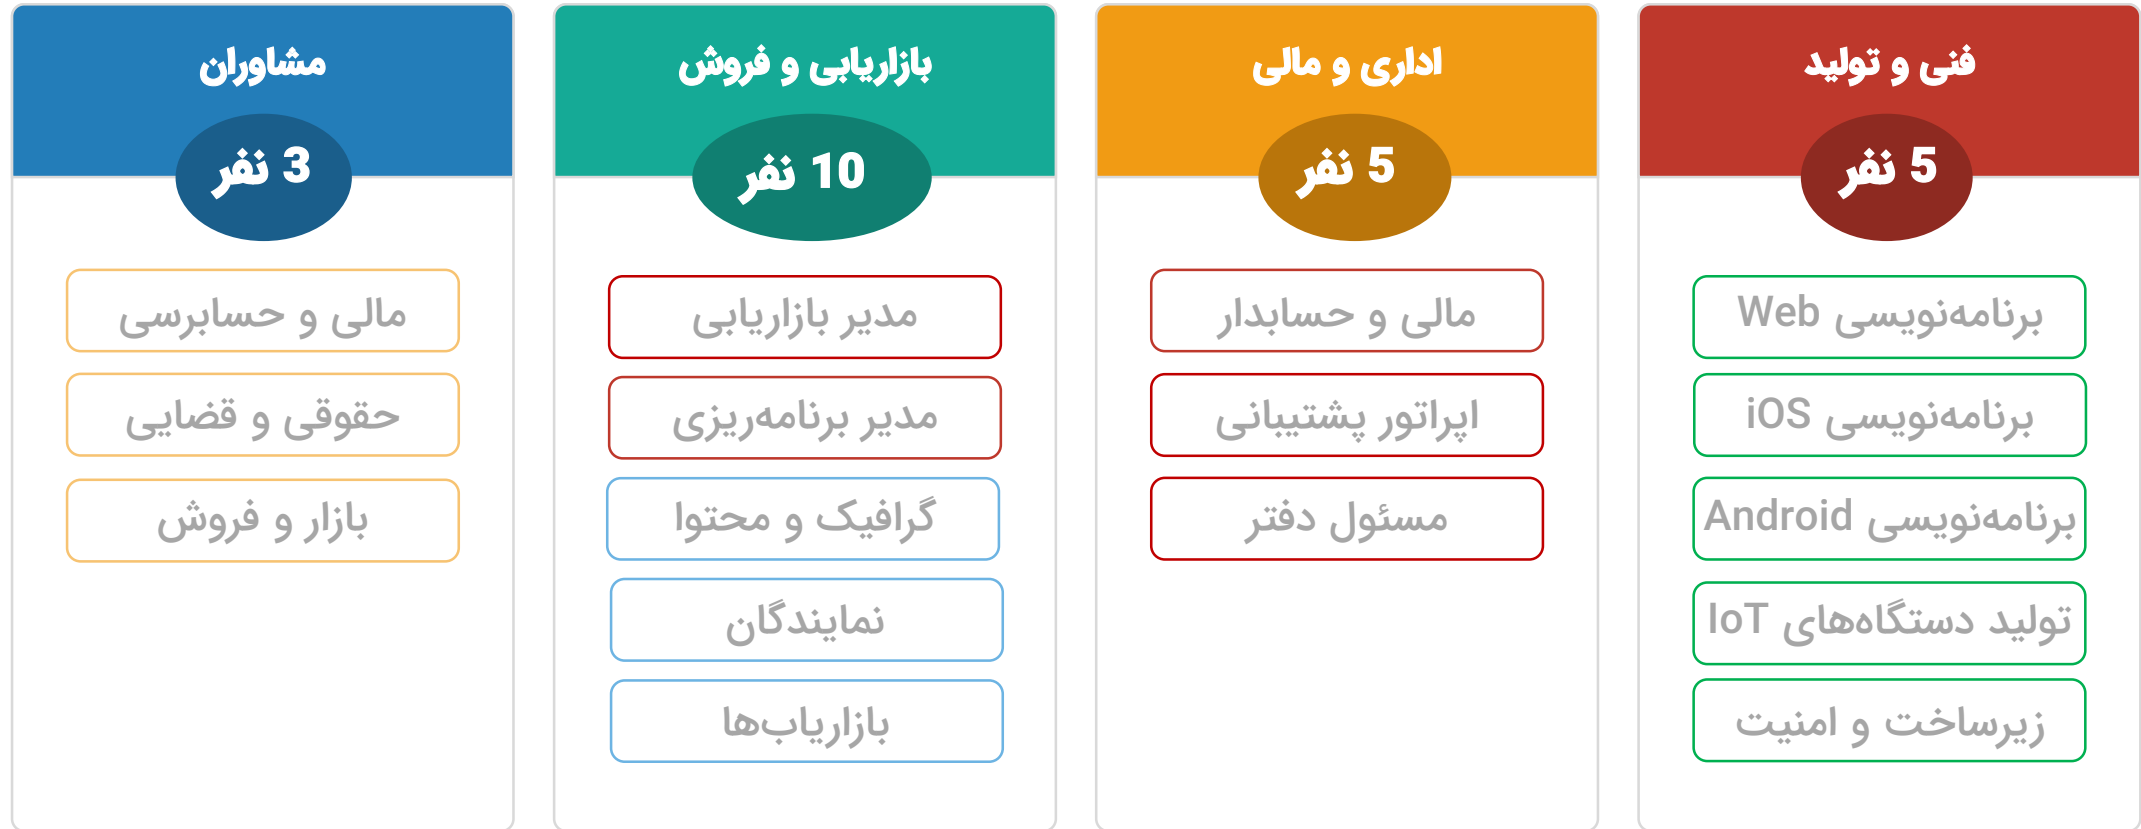 فنی و تولید
5 نفر
برنامه‌نویسی Web
برنامه‌نویسی iOS
برنامه‌نویسی Android
تولید دستگاه‌های IoT
زیرساخت و امنیت
اداری و مالی
5 نفر
مالی و حسابدار
اپراتور پشتیبانی
مسئول دفتر
بازاریابی و فروش
10 نفر
مدیر بازاریابی
مدیر برنامه‌ریزی
گرافیک و محتوا
نمایندگان
بازاریاب‌ها
مشاوران
3 نفر
مالی و حسابرسی
حقوقی و قضایی
بازار و فروش